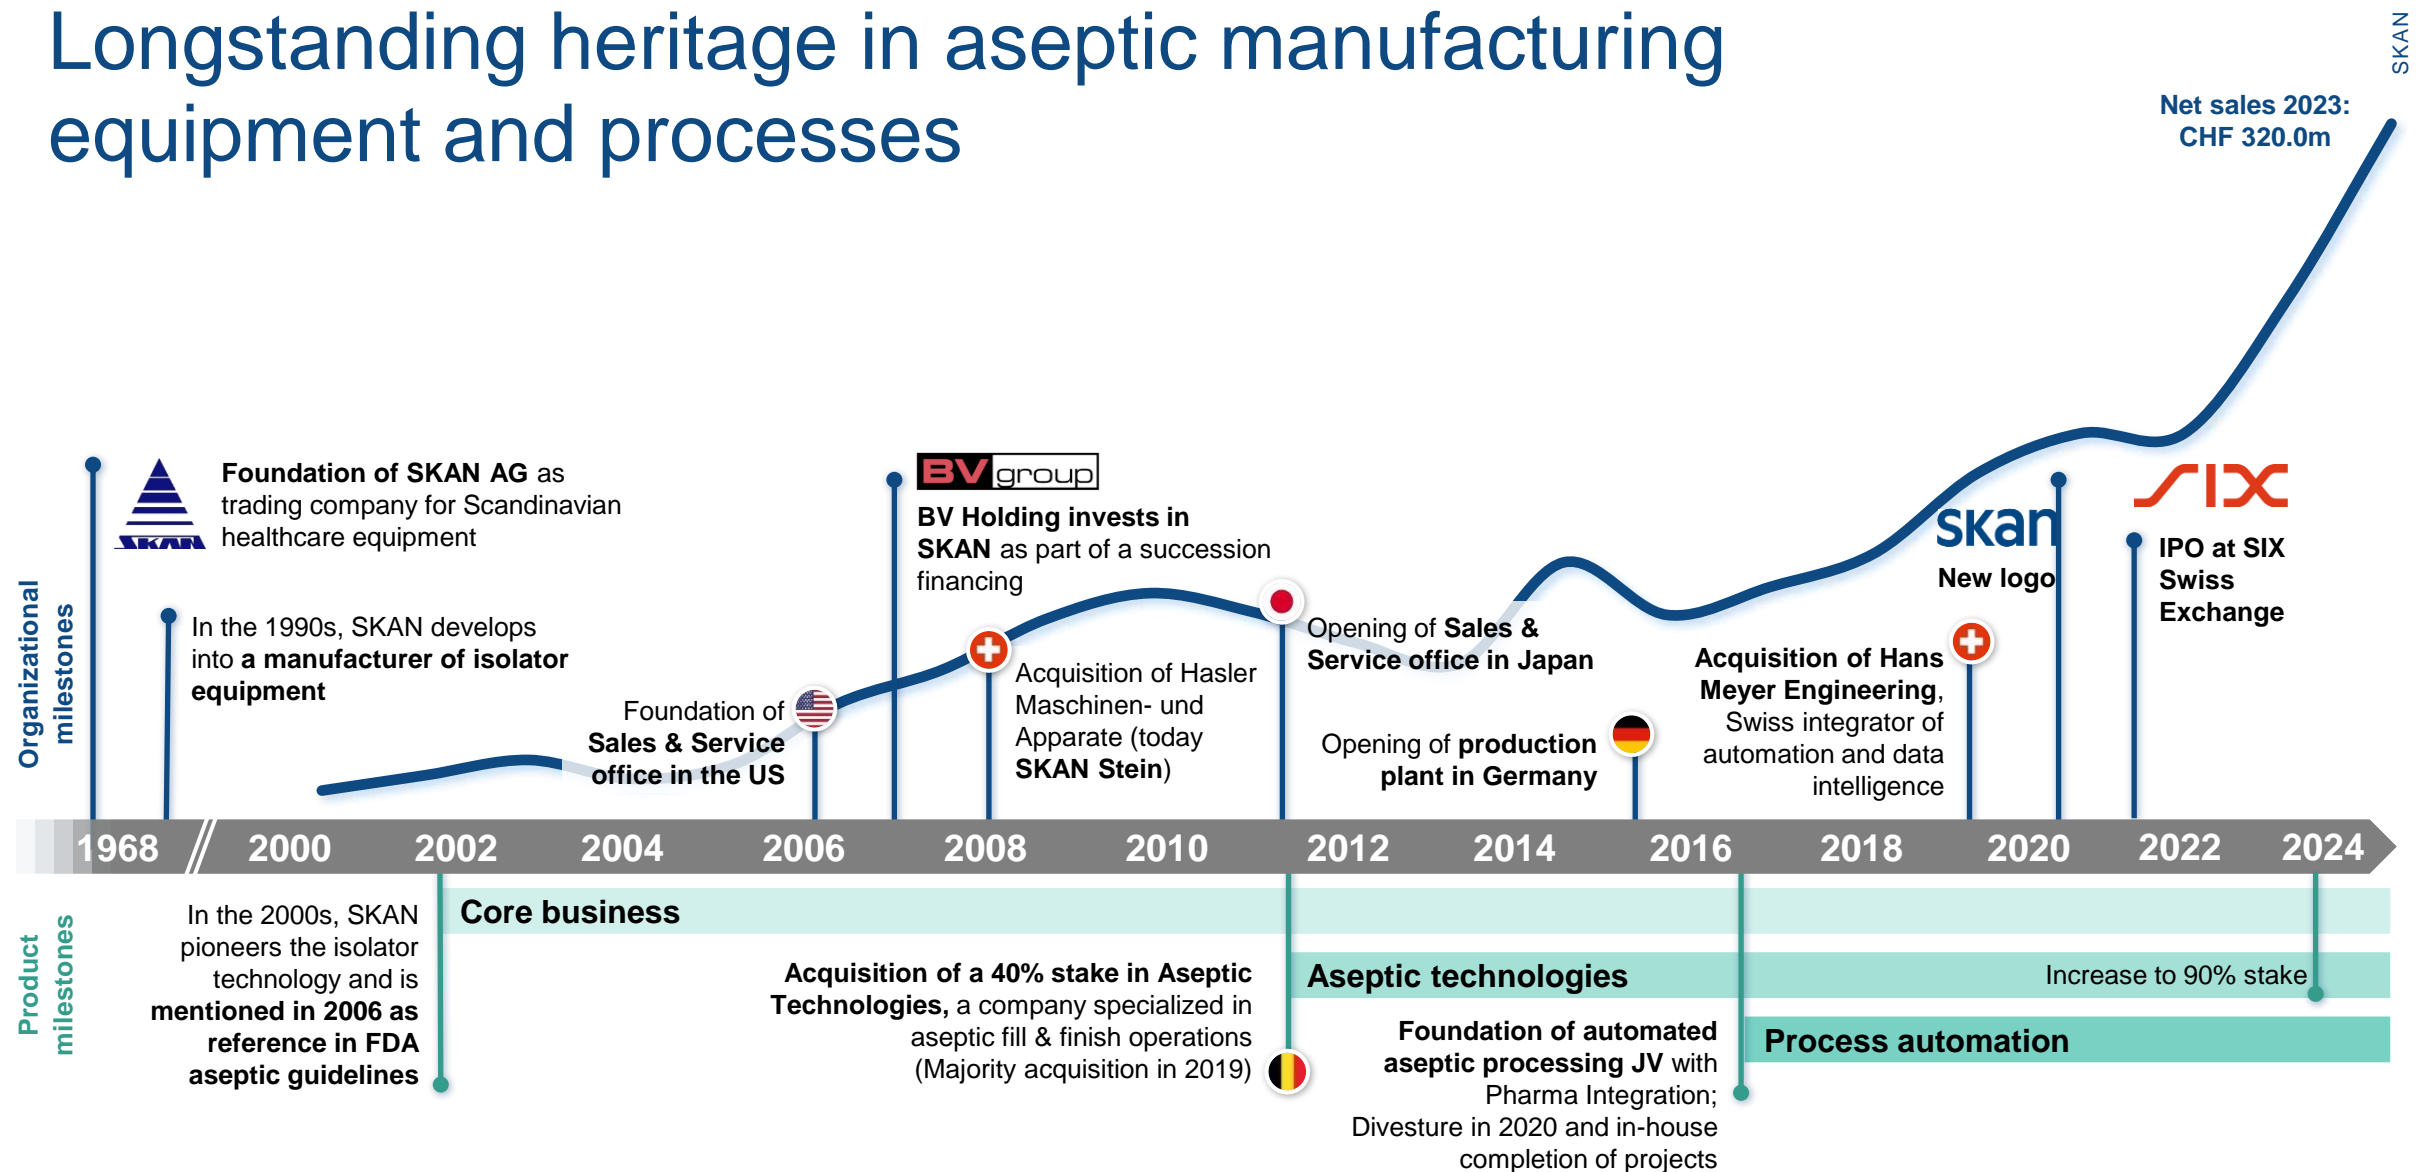 Longstanding heritage in aseptic manufacturing
equipment and processes
SKAN
Net sales 2023:
CHF 320.0m
Organizational
milestones
SKAN
Foundation of SKAN AG as
trading company for Scandinavian
healthcare equipment
In the 1990s, SKAN develops
into a manufacturer of isolator
equipment
Foundation of
Sales & Service
office in the US
BV group
BV Holding invests in
SKAN as part of a succession
financing
Acquisition of Hasler
Maschinen- und
Apparate (today
SKAN Stein)
Opening of Sales &
Service office in Japan
Opening of production
plant in Germany
Acquisition of Hans
Meyer Engineering,
Swiss integrator of
automation and data
intelligence
skan
New logo
SIX
IPO at SIX
Swiss
Exchange
1968 // 2000 2002 2004 2006 2008 2010 2012 2014 2016 2018 2020 2022 2024
Product
milestones
In the 2000s, SKAN
pioneers the isolator
technology and is
mentioned in 2006 as
reference in FDA
aseptic guidelines
Core business
Acquisition of a 40% stake in Aseptic
Technologies, a company specialized in
aseptic fill & finish operations
(Majority acquisition in 2019)
Aseptic technologies
Increase to 90% stake
Foundation of automated
aseptic processing JV with
Pharma Integration;
Divesture in 2020 and in-house
completion of projects
Process automation